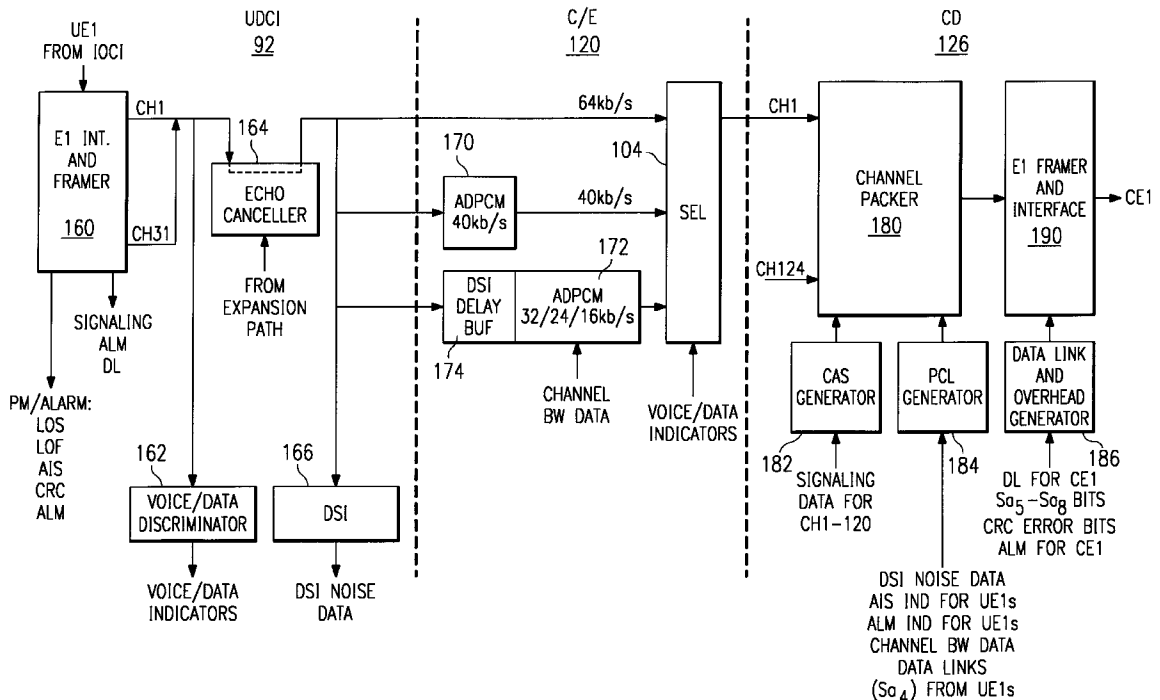 UDCI
92
C/E
120
CD
126
UE1
FROM IOCI
E1 INT.
AND
FRAMER
160
CH1
CH31
SIGNALING
ALM
DL
PM/ALARM:
LOS
LOF
AIS
CRC
ALM
164
ECHO
CANCELLER
FROM
EXPANSION
PATH
162
VOICE/DATA
DISCRIMINATOR
VOICE/DATA
INDICATORS
166
DSI
DSI NOISE
DATA
64kb/s
170
ADPCM
40kb/s
40kb/s
172
DSI
DELAY
BUF
ADPCM
32/24/16kb/s
174
CHANNEL
BW DATA
104
SEL
VOICE/DATA
INDICATORS
CH1
CH124
CHANNEL
PACKER
180
E1 FRAMER
AND
INTERFACE
190
CE1
CAS
GENERATOR
182
SIGNALING
DATA FOR
CH1-120
PCL
GENERATOR
184
DATA LINK
AND
OVERHEAD
GENERATOR
186
DL FOR CE1
Sa5-Sa8 BITS
CRC ERROR BITS
ALM FOR CE1
DSI NOISE DATA
AIS IND FOR UE1s
ALM IND FOR UE1s
CHANNEL BW DATA
DATA LINKS
(Sa4) FROM UE1s